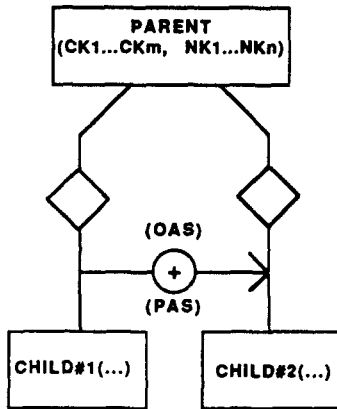 PARENT
(CK1...CKm, NK1...NKn)
(OAS)
+
(PAS)
CHILD#1(...)
CHILD#2(...)